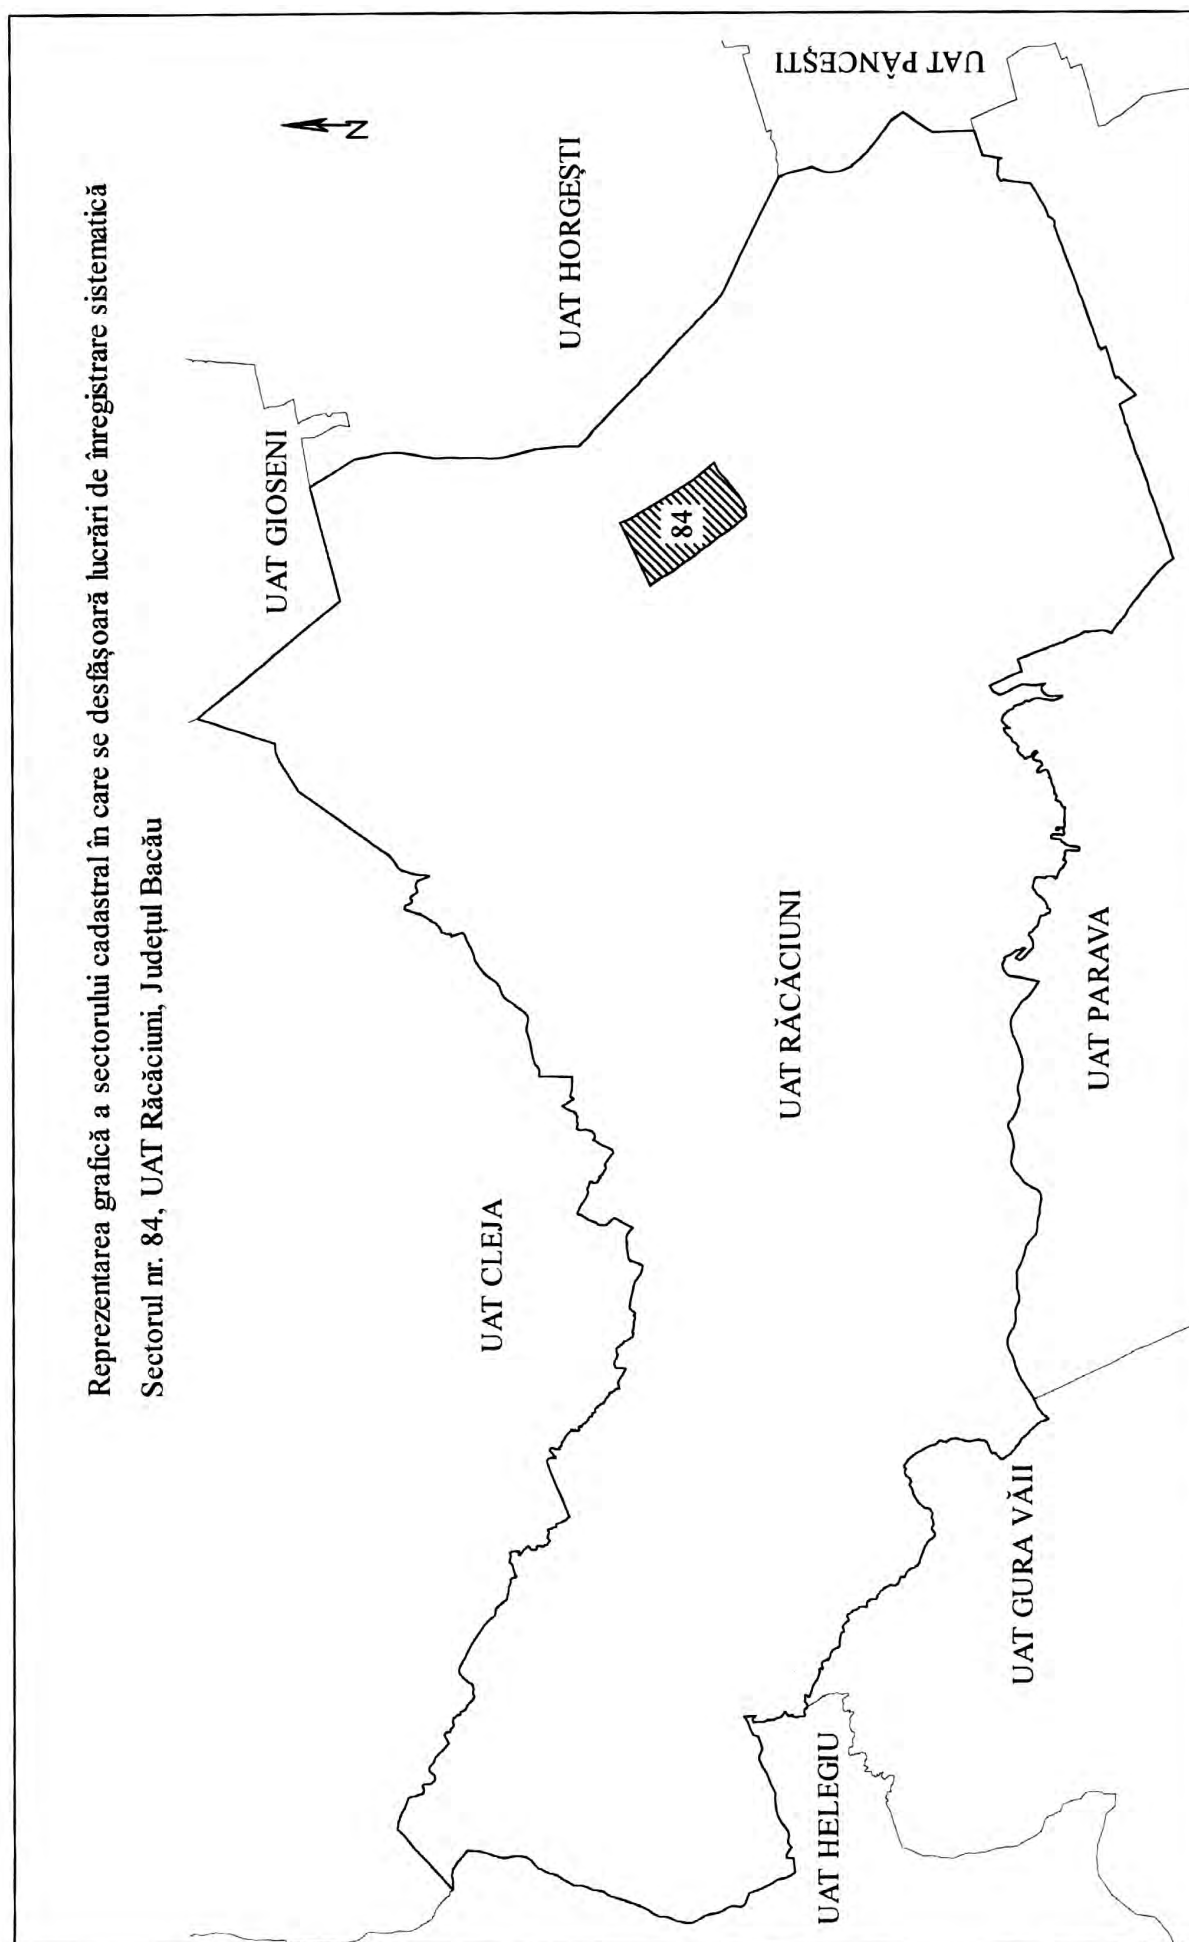 Reprezentarea grafică a sectorului cadastral în care se desfășoară lucrări de înregistrare sistematică
Sectorul nr. 84, UAT Răcăciuni, Județul Bacău
N
UAT GIOSENI
UAT HORGEȘTI
UAT PÂNCEȘTI
84
UAT CLEJA
UAT RĂCĂCIUNI
UAT PARAVA
UAT GURA VĂII
UAT HELEGIU